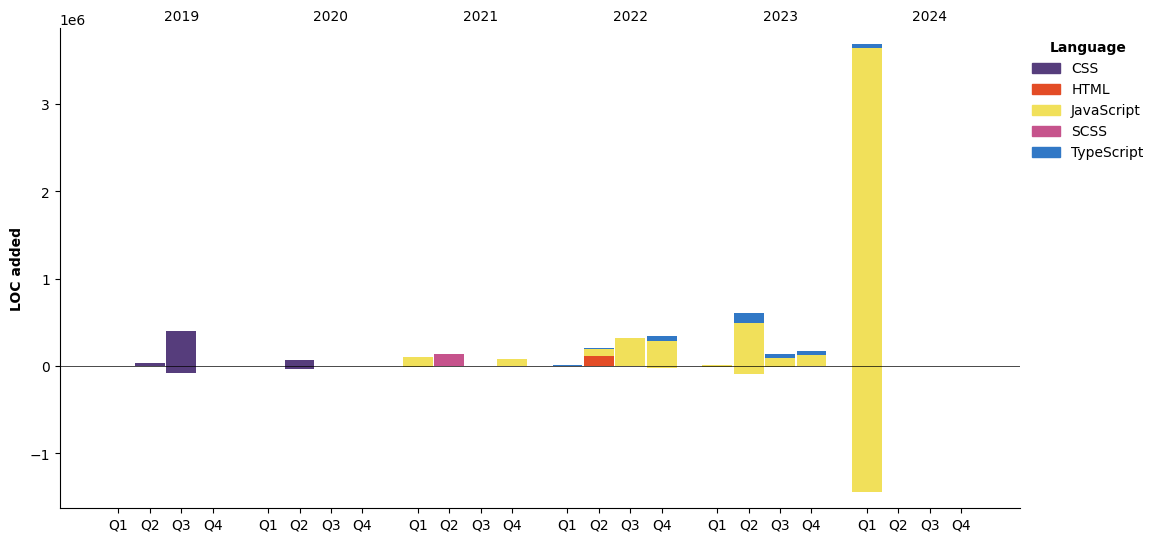 1e6
2019 2020 2021 2022 2023 2024
Language
CSS
HTML
JavaScript
SCSS
TypeScript
LOC added
3
2
1
0
−1
Q1 Q2 Q3 Q4 Q1 Q2 Q3 Q4 Q1 Q2 Q3 Q4 Q1 Q2 Q3 Q4 Q1 Q2 Q3 Q4 Q1 Q2 Q3 Q4